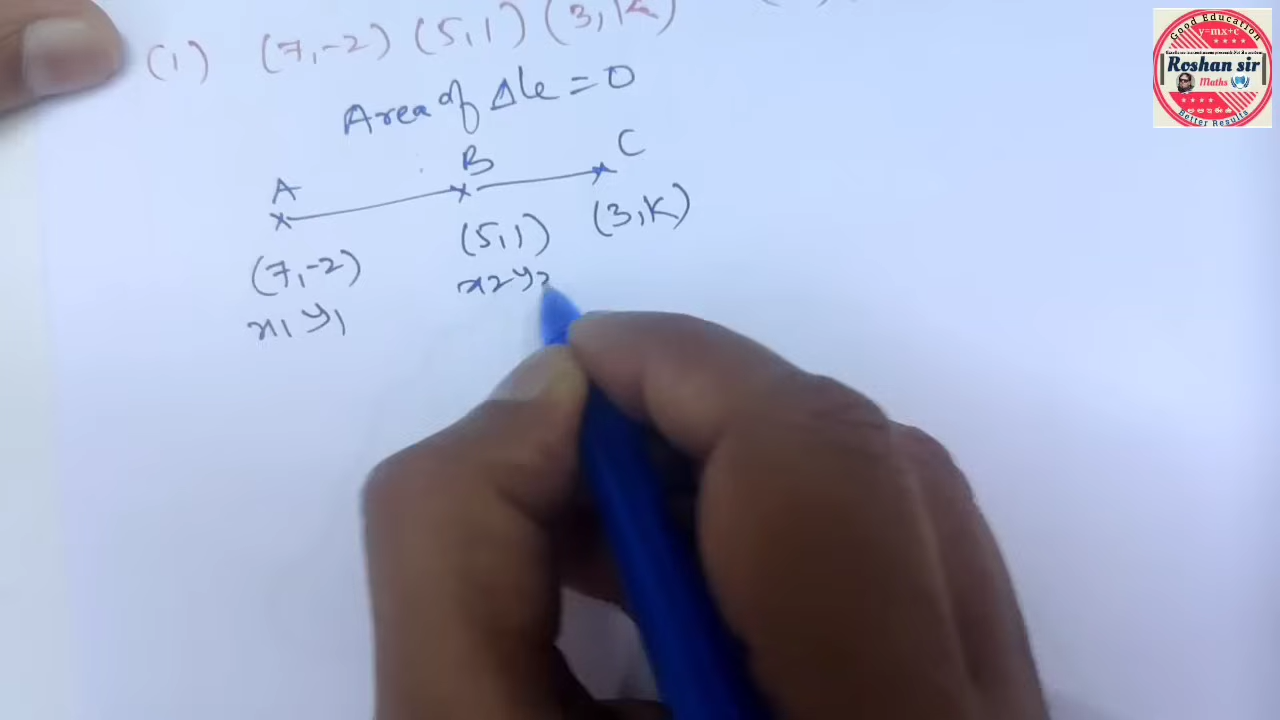 (1) (7,-2) (5,1) (3,K)
Area of Δle = 0
A B C
(7,-2) (5,1) (3,K)
x1 y1 x2 y2
Good Education
y=mx+c
Roshan sir
Maths
Better Results